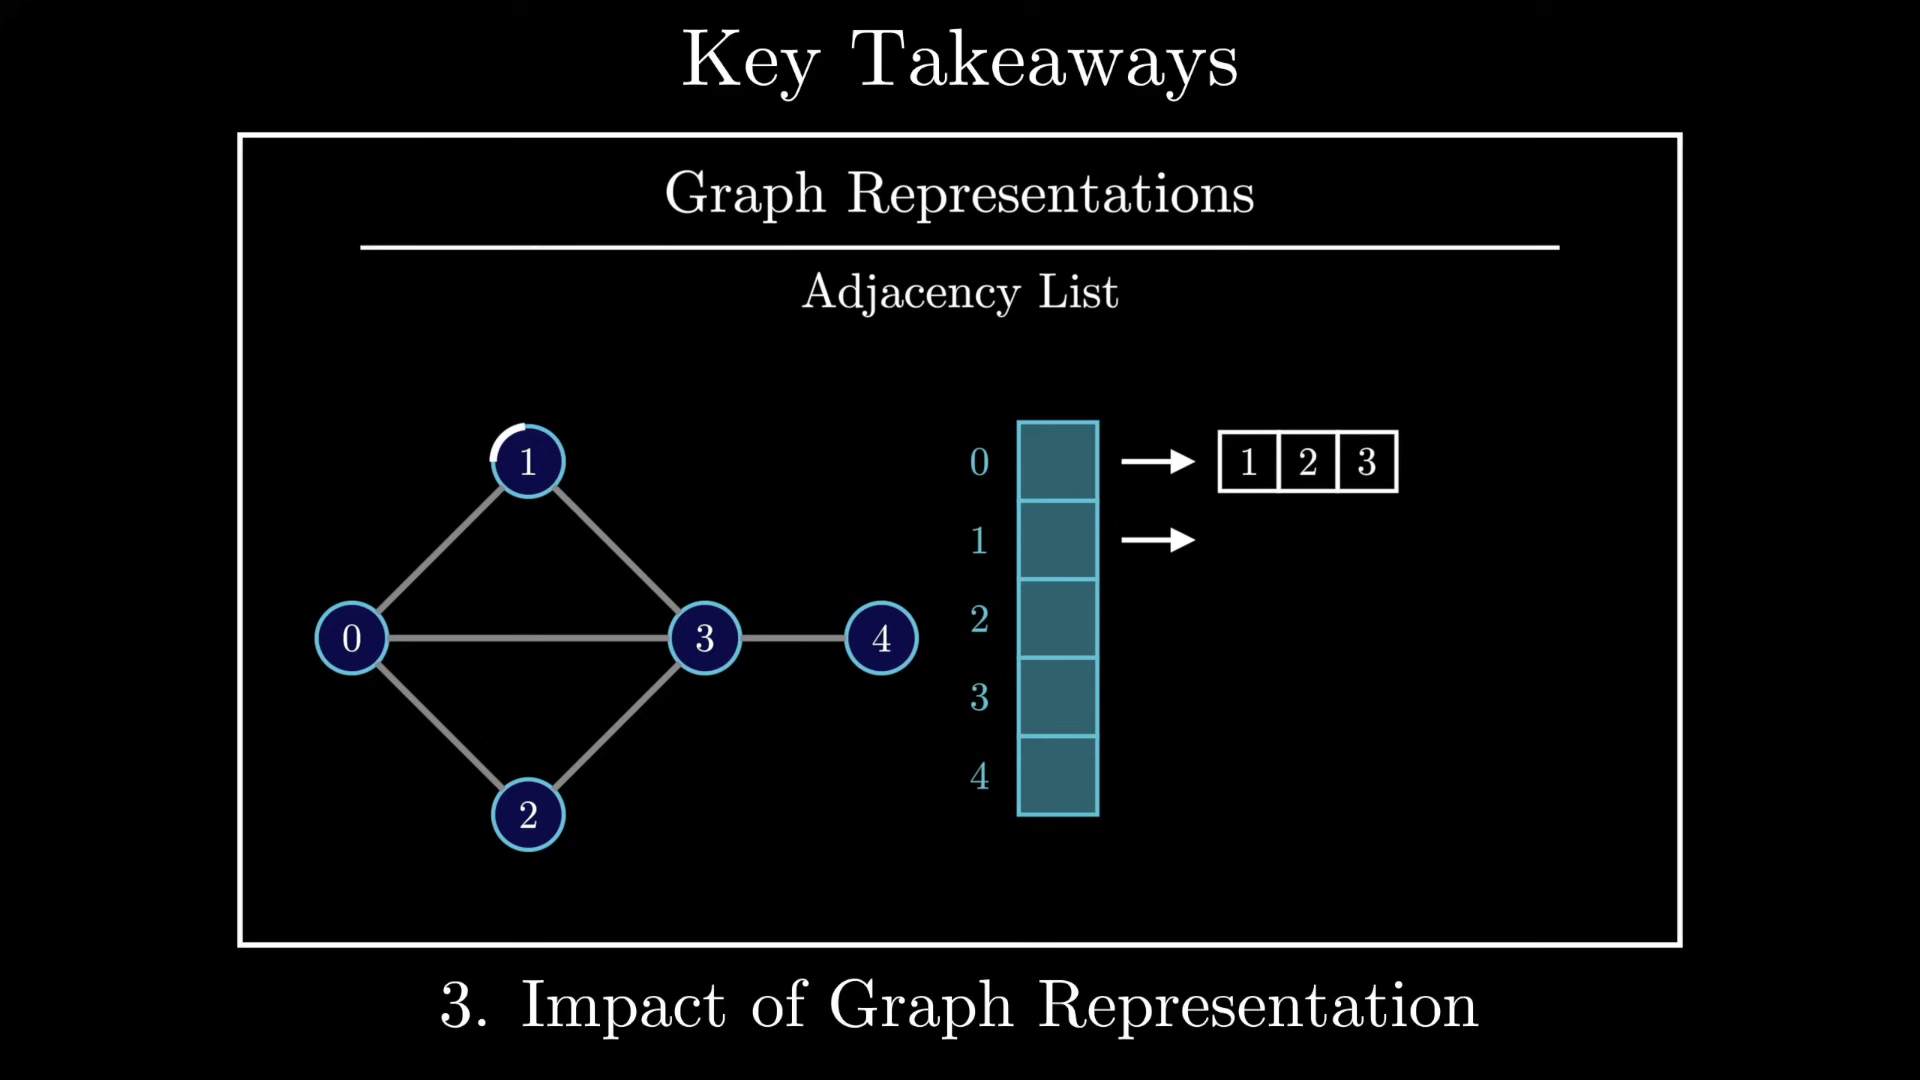 Key Takeaways
Graph Representations
Adjacency List
1
0
3
4
2
0
1 2 3
1
2
3
4
3. Impact of Graph Representation